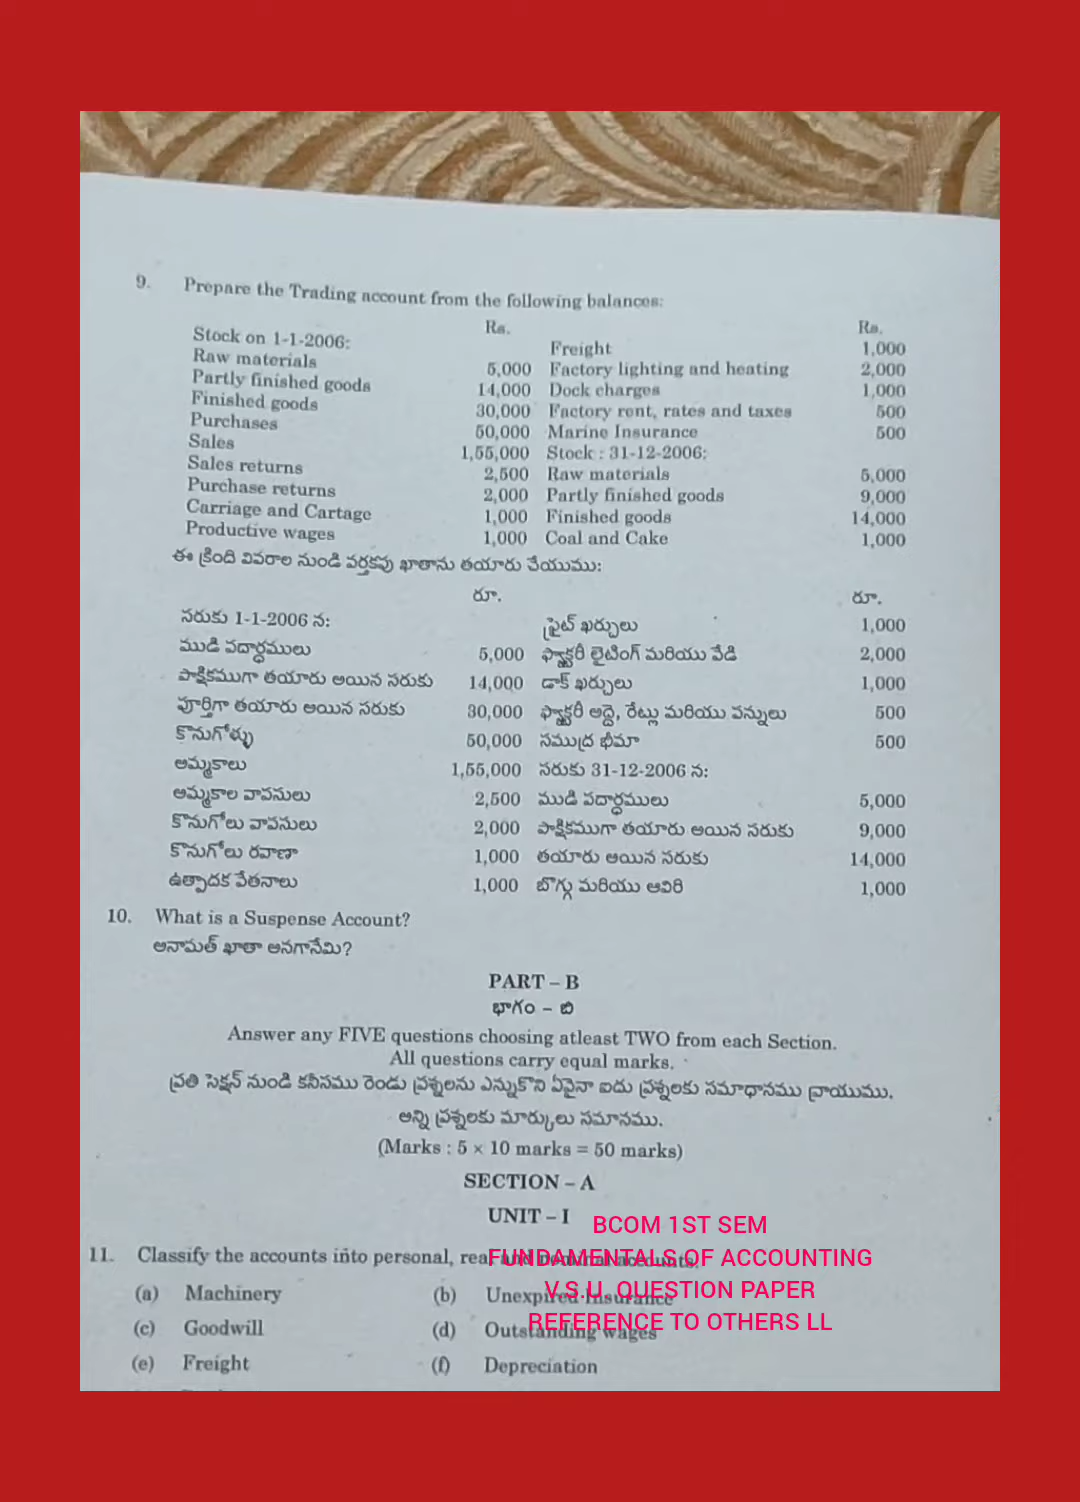 9. Prepare the Trading account from the following balances:
Rs. Rs.
Stock on 1-1-2006: Freight 1,000
Raw materials 5,000 Factory lighting and heating 2,000
Partly finished goods 14,000 Dock charges 1,000
Finished goods 30,000 Factory rent, rates and taxes 500
Purchases 50,000 Marine Insurance 500
Sales 1,55,000 Stock : 31-12-2006:
Sales returns 2,500 Raw materials 5,000
Purchase returns 2,000 Partly finished goods 9,000
Carriage and Cartage 1,000 Finished goods 14,000
Productive wages 1,000 Coal and Cake 1,000
ఈ క్రింది వివరాల నుండి వర్తకపు ఖాతాను తయారు చేయుము:
రూ. రూ.
సరుకు 1-1-2006 న: ఫ్రైట్ ఖర్చులు 1,000
ముడి పదార్థములు 5,000 ఫ్యాక్టరీ లైటింగ్ మరియు వేడి 2,000
పాక్షికముగా తయారు అయిన సరుకు 14,000 డాక్ ఖర్చులు 1,000
పూర్తిగా తయారు అయిన సరుకు 30,000 ఫ్యాక్టరీ అద్దె, రేట్లు మరియు పన్నులు 500
కొనుగోళ్ళు 50,000 సముద్ర భీమా 500
అమ్మకాలు 1,55,000 సరుకు 31-12-2006 న:
అమ్మకాల వాపసులు 2,500 ముడి పదార్థములు 5,000
కొనుగోలు వాపసులు 2,000 పాక్షికముగా తయారు అయిన సరుకు 9,000
కొనుగోలు రవాణా 1,000 తయారు అయిన సరుకు 14,000
ఉత్పాదక వేతనాలు 1,000 బొగ్గు మరియు ఆవిరి 1,000
10. What is a Suspense Account?
అనామత్ ఖాతా అనగానేమి?
PART – B
భాగం – బి
Answer any FIVE questions choosing atleast TWO from each Section.
All questions carry equal marks.
ప్రతి సెక్షన్ నుండి కనీసము రెండు ప్రశ్నలను ఎన్నుకొని ఏవైనా ఐదు ప్రశ్నలకు సమాధానము వ్రాయుము.
అన్ని ప్రశ్నలకు మార్కులు సమానము.
(Marks : 5 × 10 marks = 50 marks)
SECTION – A
UNIT – I
BCOM 1ST SEM
11. Classify the accounts into personal, real and nominal accounts.
FUNDAMENTALS OF ACCOUNTING
(a) Machinery (b) Unexpired Insurance
V.S.U. QUESTION PAPER
(c) Goodwill (d) Outstanding wages
REFERENCE TO OTHERS LL
(e) Freight (f) Depreciation